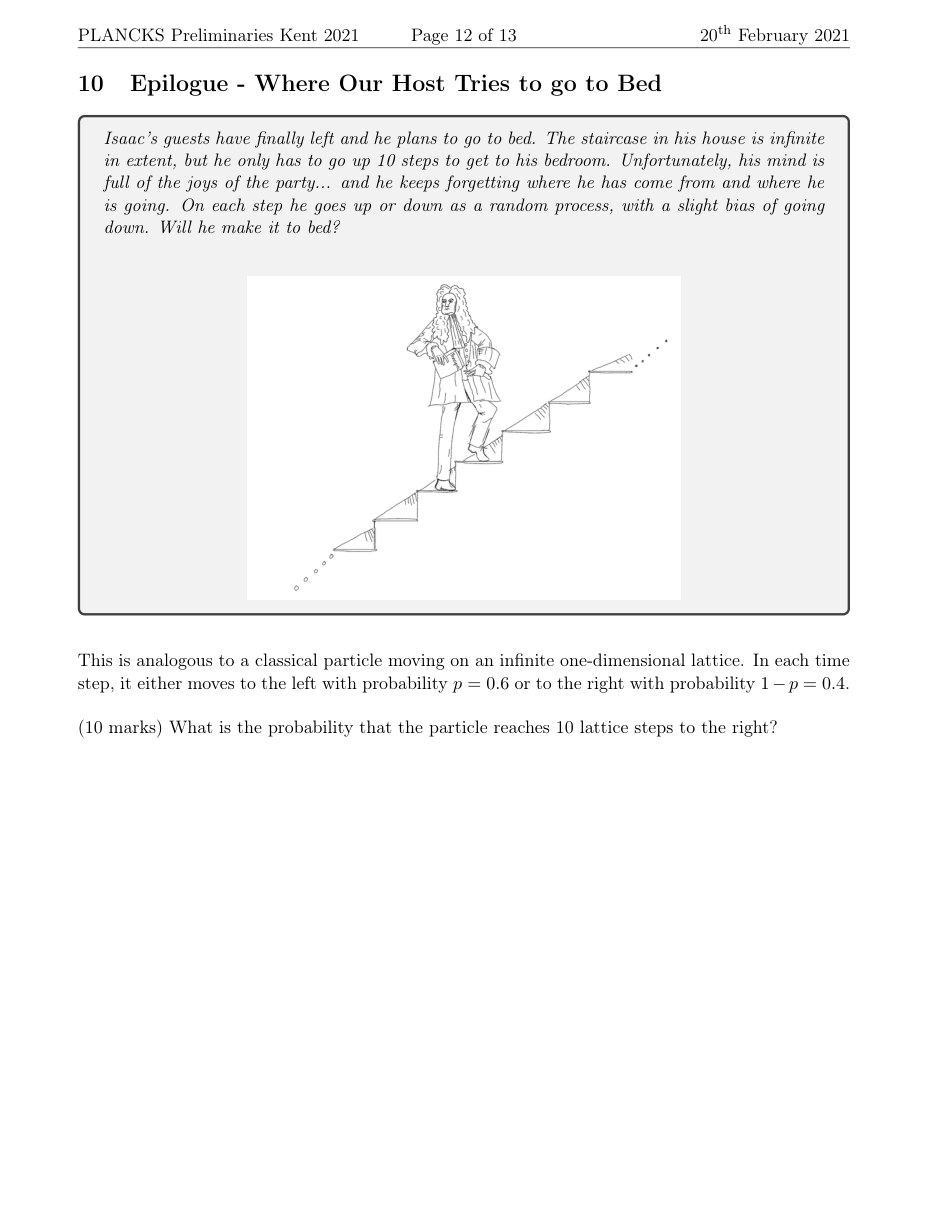 PLANCKS Preliminaries Kent 2021 Page 12 of 13 20th February 2021
10 Epilogue - Where Our Host Tries to go to Bed
Isaac's guests have finally left and he plans to go to bed. The staircase in his house is infinite
in extent, but he only has to go up 10 steps to get to his bedroom. Unfortunately, his mind is
full of the joys of the party... and he keeps forgetting where he has come from and where he
is going. On each step he goes up or down as a random process, with a slight bias of going
down. Will he make it to bed?
This is analogous to a classical particle moving on an infinite one-dimensional lattice. In each time
step, it either moves to the left with probability p = 0.6 or to the right with probability 1 − p = 0.4.
(10 marks) What is the probability that the particle reaches 10 lattice steps to the right?